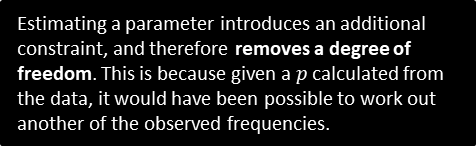 Estimating a parameter introduces an additional
constraint, and therefore removes a degree of
freedom. This is because given a p calculated from
the data, it would have been possible to work out
another of the observed frequencies.